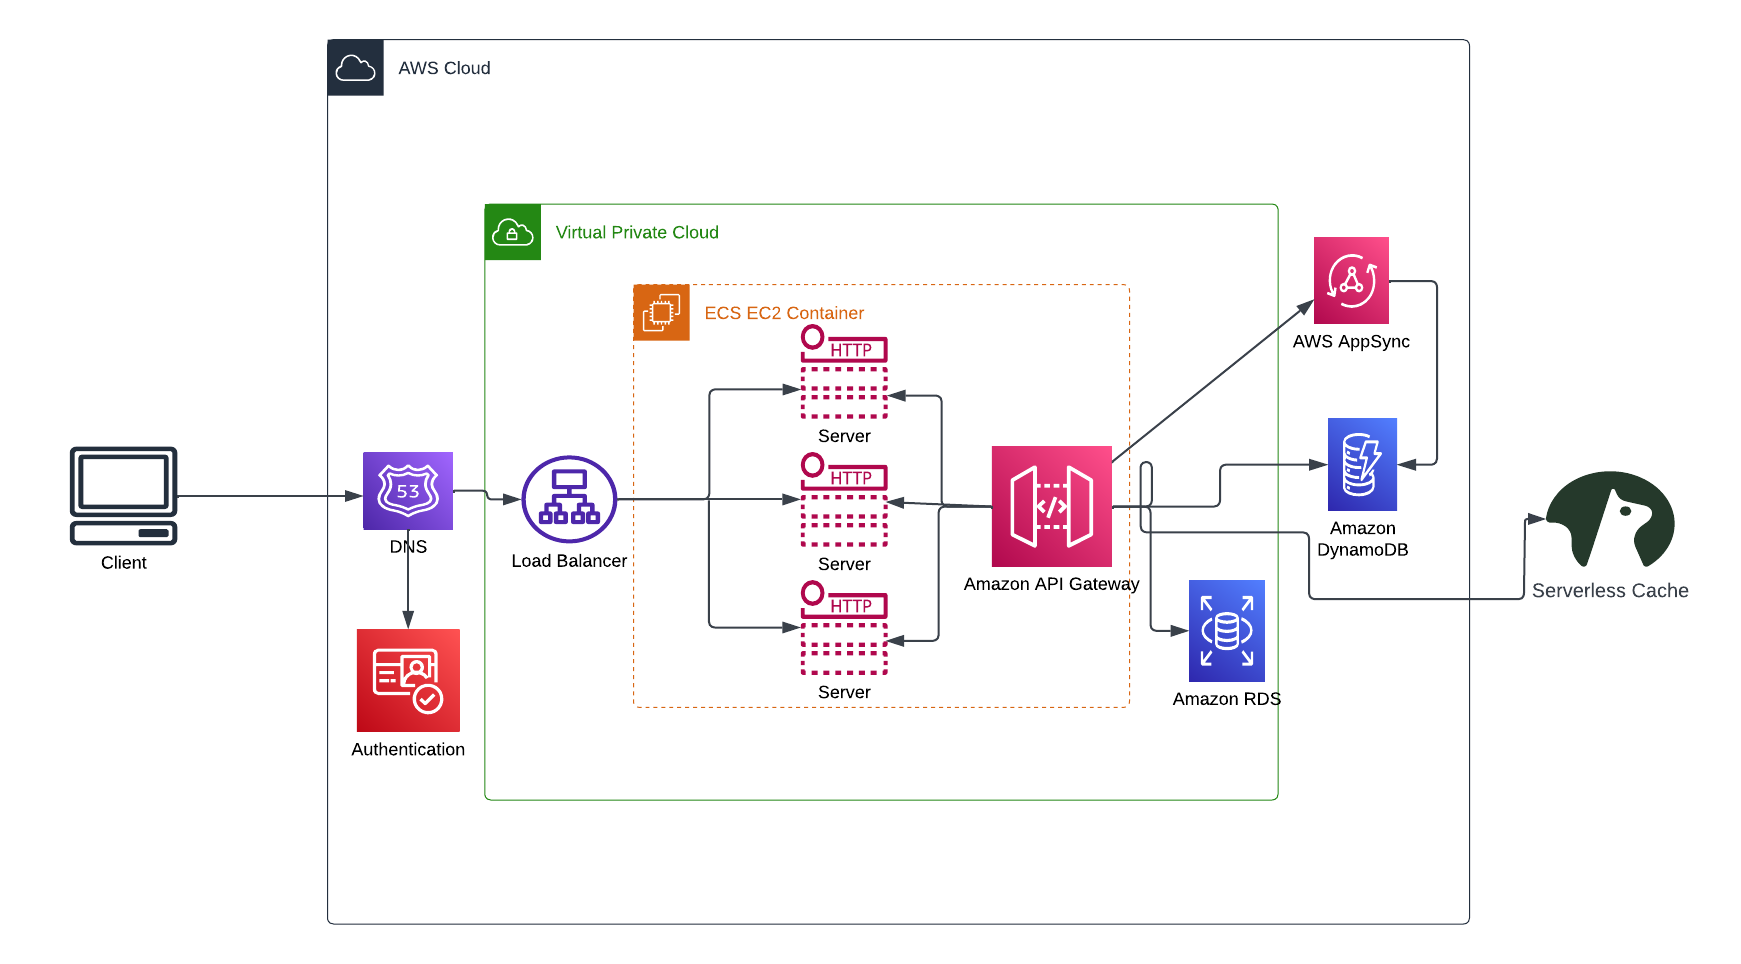 AWS Cloud
Virtual Private Cloud
ECS EC2 Container
HTTP
Server
HTTP
Server
HTTP
Server
Client
53
DNS
Authentication
Load Balancer
Amazon API Gateway
AWS AppSync
Amazon
DynamoDB
Amazon RDS
Serverless Cache